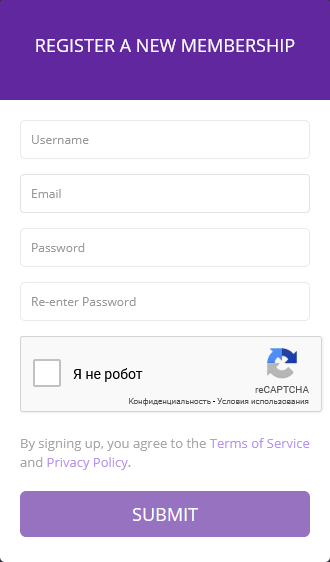 REGISTER A NEW MEMBERSHIP
Username
Email
Password
Re-enter Password
Я не робот
reCAPTCHA
Конфиденциальность - Условия использования
By signing up, you agree to the Terms of Service
and Privacy Policy.
SUBMIT